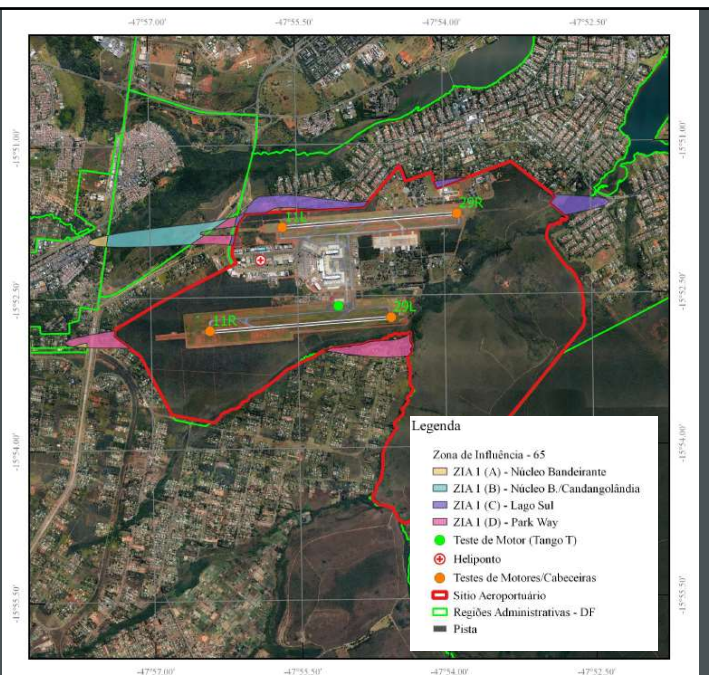 -47°57.00' -47°55.50' -47°54.00' -47°52.50'
-15°51.00' -15°51.00'
29R
11L
-15°52.50' -15°52.50'
29L
11R
Legenda
Zona de Influência - 65
ZIA 1 (A) - Núcleo Bandeirante
-15°54.00' -15°54.00'
ZIA 1 (B) - Núcleo B./Candangolândia
ZIA 1 (C) - Lago Sul
ZIA 1 (D) - Park Way
Teste de Motor (Tango T)
Heliponto
Testes de Motores/Cabeceiras
Sítio Aeroportuário
-15°55.50' -15°55.50'
Regiões Administrativas - DF
Pista
-47°57.00' -47°55.50' -47°54.00' -47°52.50'